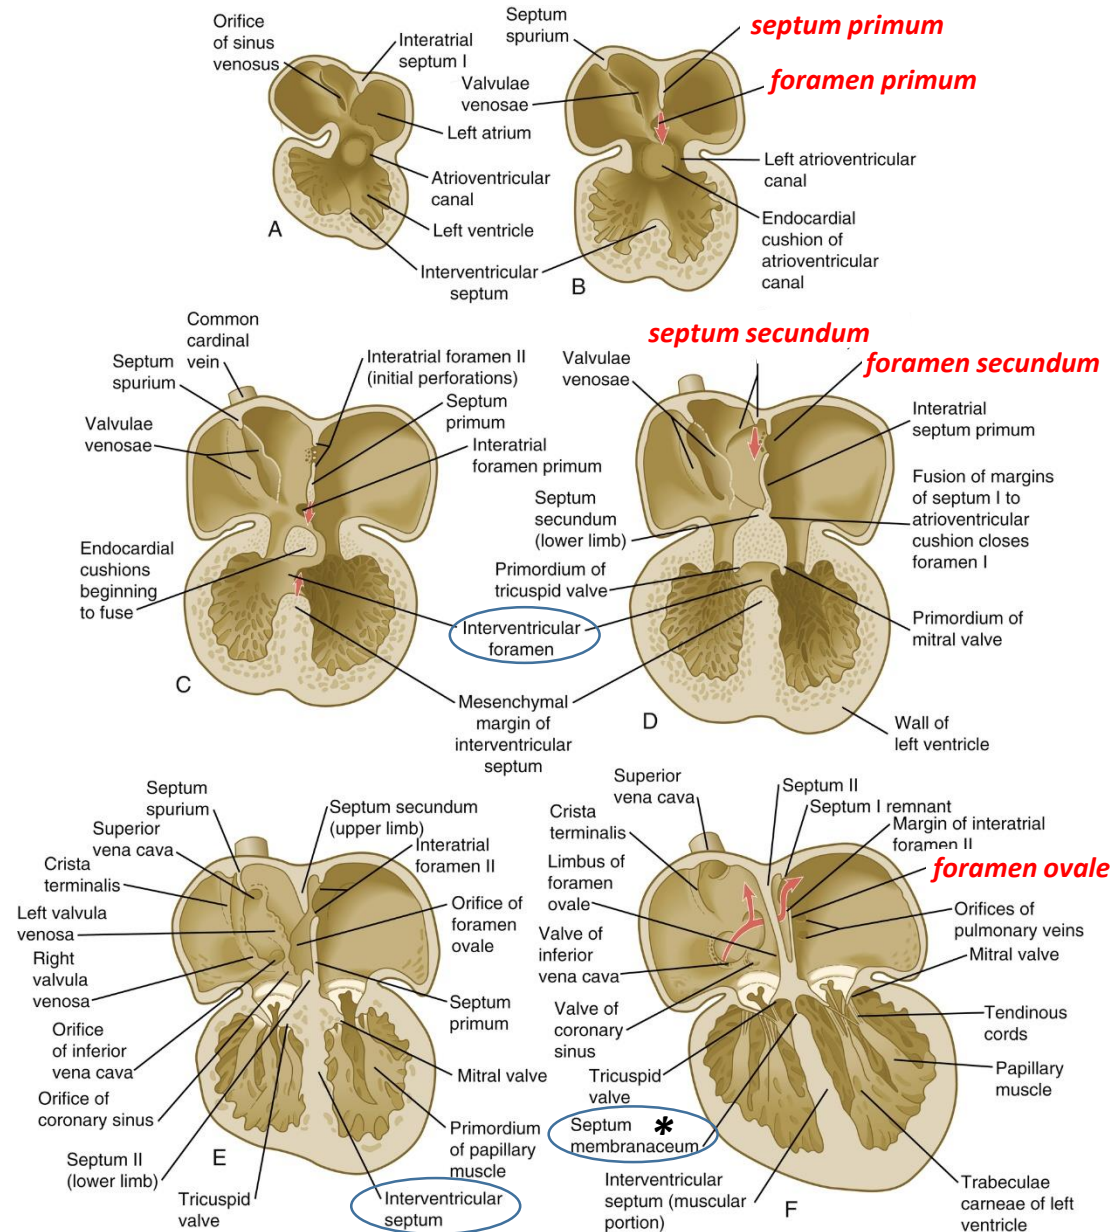 Orifice
of sinus
venosus
Interatrial
septum I
Left atrium
Atrioventricular
canal
Left ventricle
Interventricular
septum
A
Septum
spurium
septum primum
Valvulae
venosae
foramen primum
Left atrioventricular
canal
Endocardial
cushion of
atrioventricular
canal
B
Common
cardinal
vein
Septum
spurium
Valvulae
venosae
Interatrial foramen II
(initial perforations)
Septum
primum
Interatrial
foramen primum
Endocardial
cushions
beginning
to fuse
Interventricular
foramen
C
Mesenchymal
margin of
interventricular
septum
septum secundum
Valvulae
venosae
foramen secundum
Interatrial
septum primum
Septum
secundum
(lower limb)
Fusion of margins
of septum I to
atrioventricular
cushion closes
foramen I
Primordium of
tricuspid valve
Primordium of
mitral valve
D
Wall of
left ventricle
Septum
spurium
Superior
vena cava
Crista
terminalis
Left valvula
venosa
Right
valvula
venosa
Orifice
of inferior
vena cava
Orifice of
coronary sinus
Septum II
(lower limb)
E
Tricuspid
valve
Septum secundum
(upper limb)
Interatrial
foramen II
Orifice of
foramen
ovale
Septum
primum
Mitral valve
Primordium
of papillary
muscle
Interventricular
septum
Superior
vena cava
Septum II
Septum I remnant
Margin of interatrial
foramen II
foramen ovale
Crista
terminalis
Limbus of
foramen
ovale
Valve of
inferior
vena cava
Valve of
coronary
sinus
Tricuspid
valve
Septum *
membranaceum
Interventricular
septum (muscular
portion)
F
Orifices of
pulmonary veins
Mitral valve
Tendinous
cords
Papillary
muscle
Trabeculae
carneae of left
ventricle